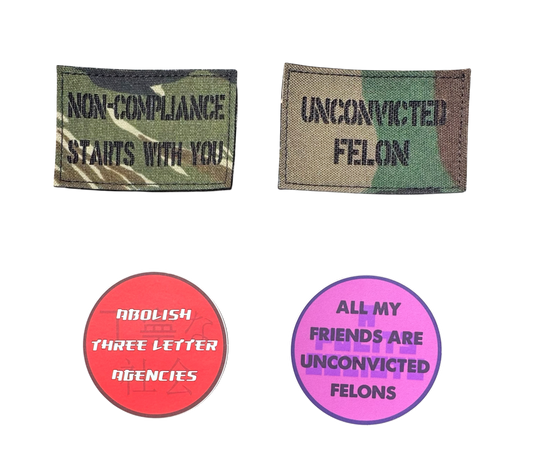 NON-COMPLIANCE
STARTS WITH YOU
UNCONVICTED
FELON
ABOLISH
THREE LETTER
AGENCIES
ALL MY
FRIENDS ARE
UNCONVICTED
FELONS